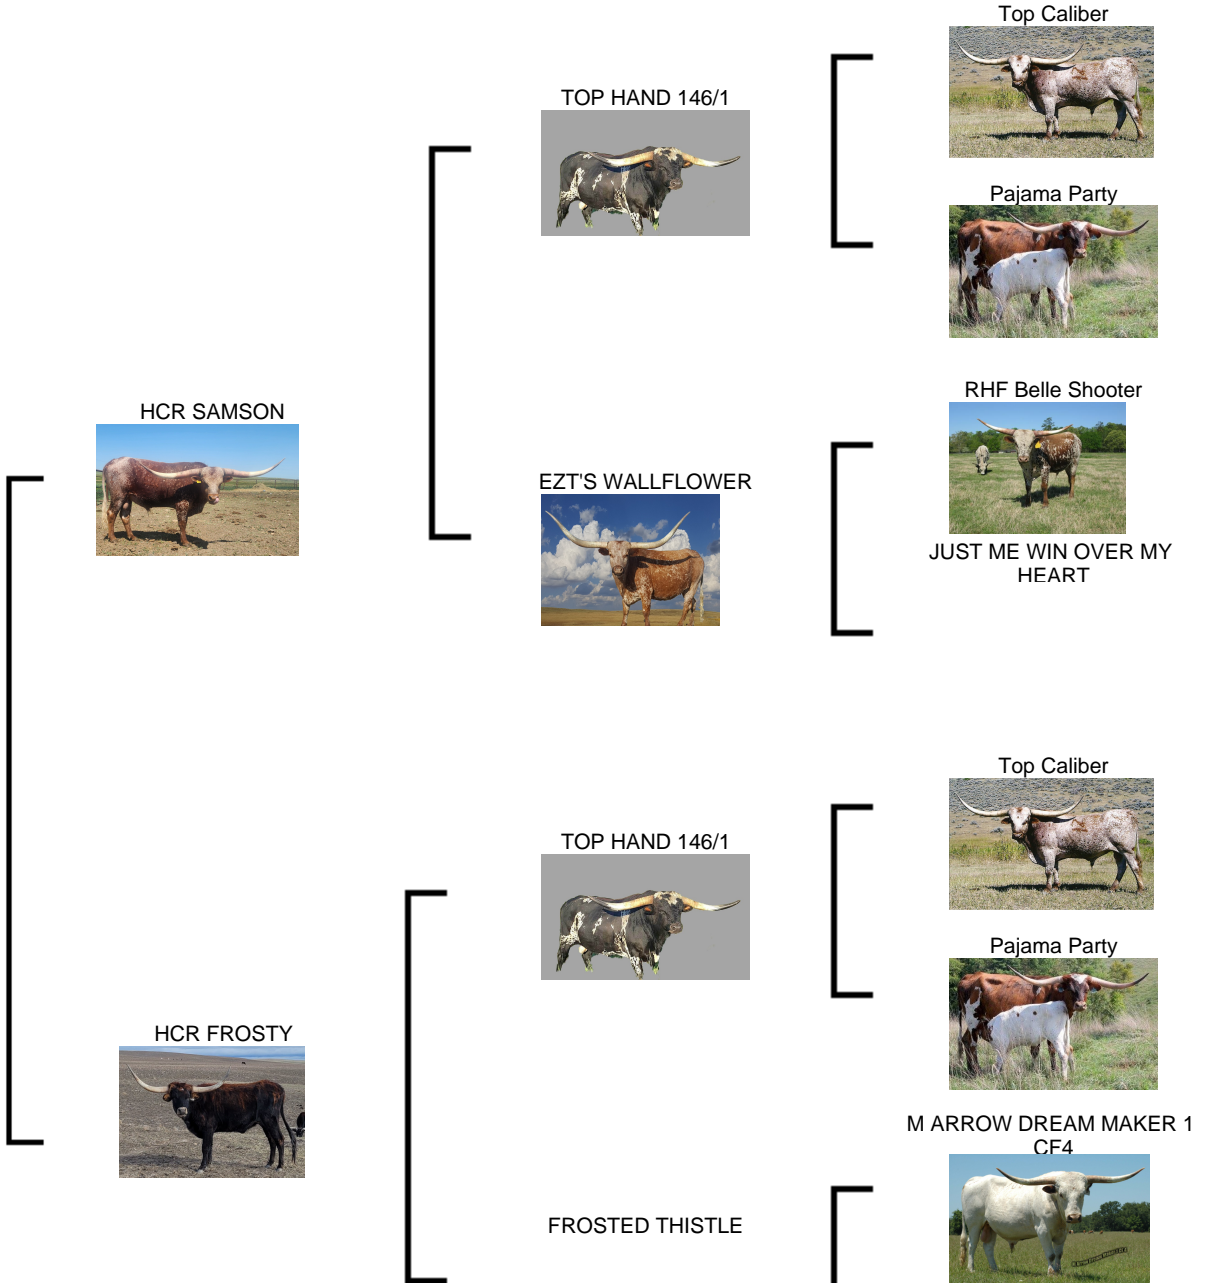 Top Caliber
TOP HAND 146/1
Pajama Party
RHF Belle Shooter
HCR SAMSON
EZT'S WALLFLOWER
JUST ME WIN OVER MY
HEART
Top Caliber
TOP HAND 146/1
Pajama Party
HCR FROSTY
M ARROW DREAM MAKER 1
CF4
FROSTED THISTLE